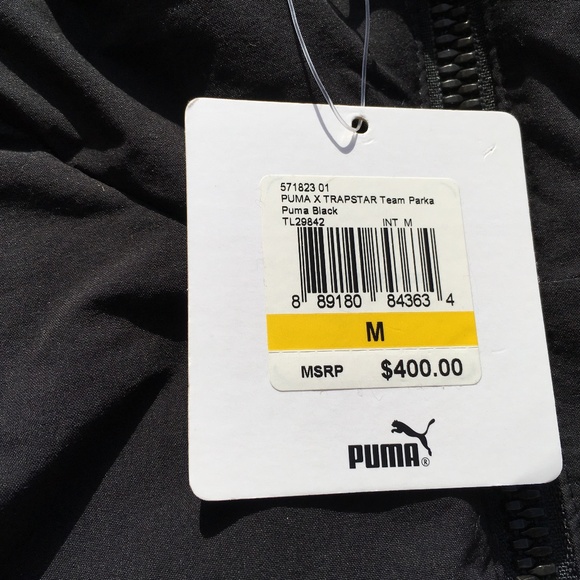 571823 01
PUMA X TRAPSTAR Team Parka
Puma Black
TL29842 INT M
8 89180 84363 4
M
MSRP $400.00
PUMA®